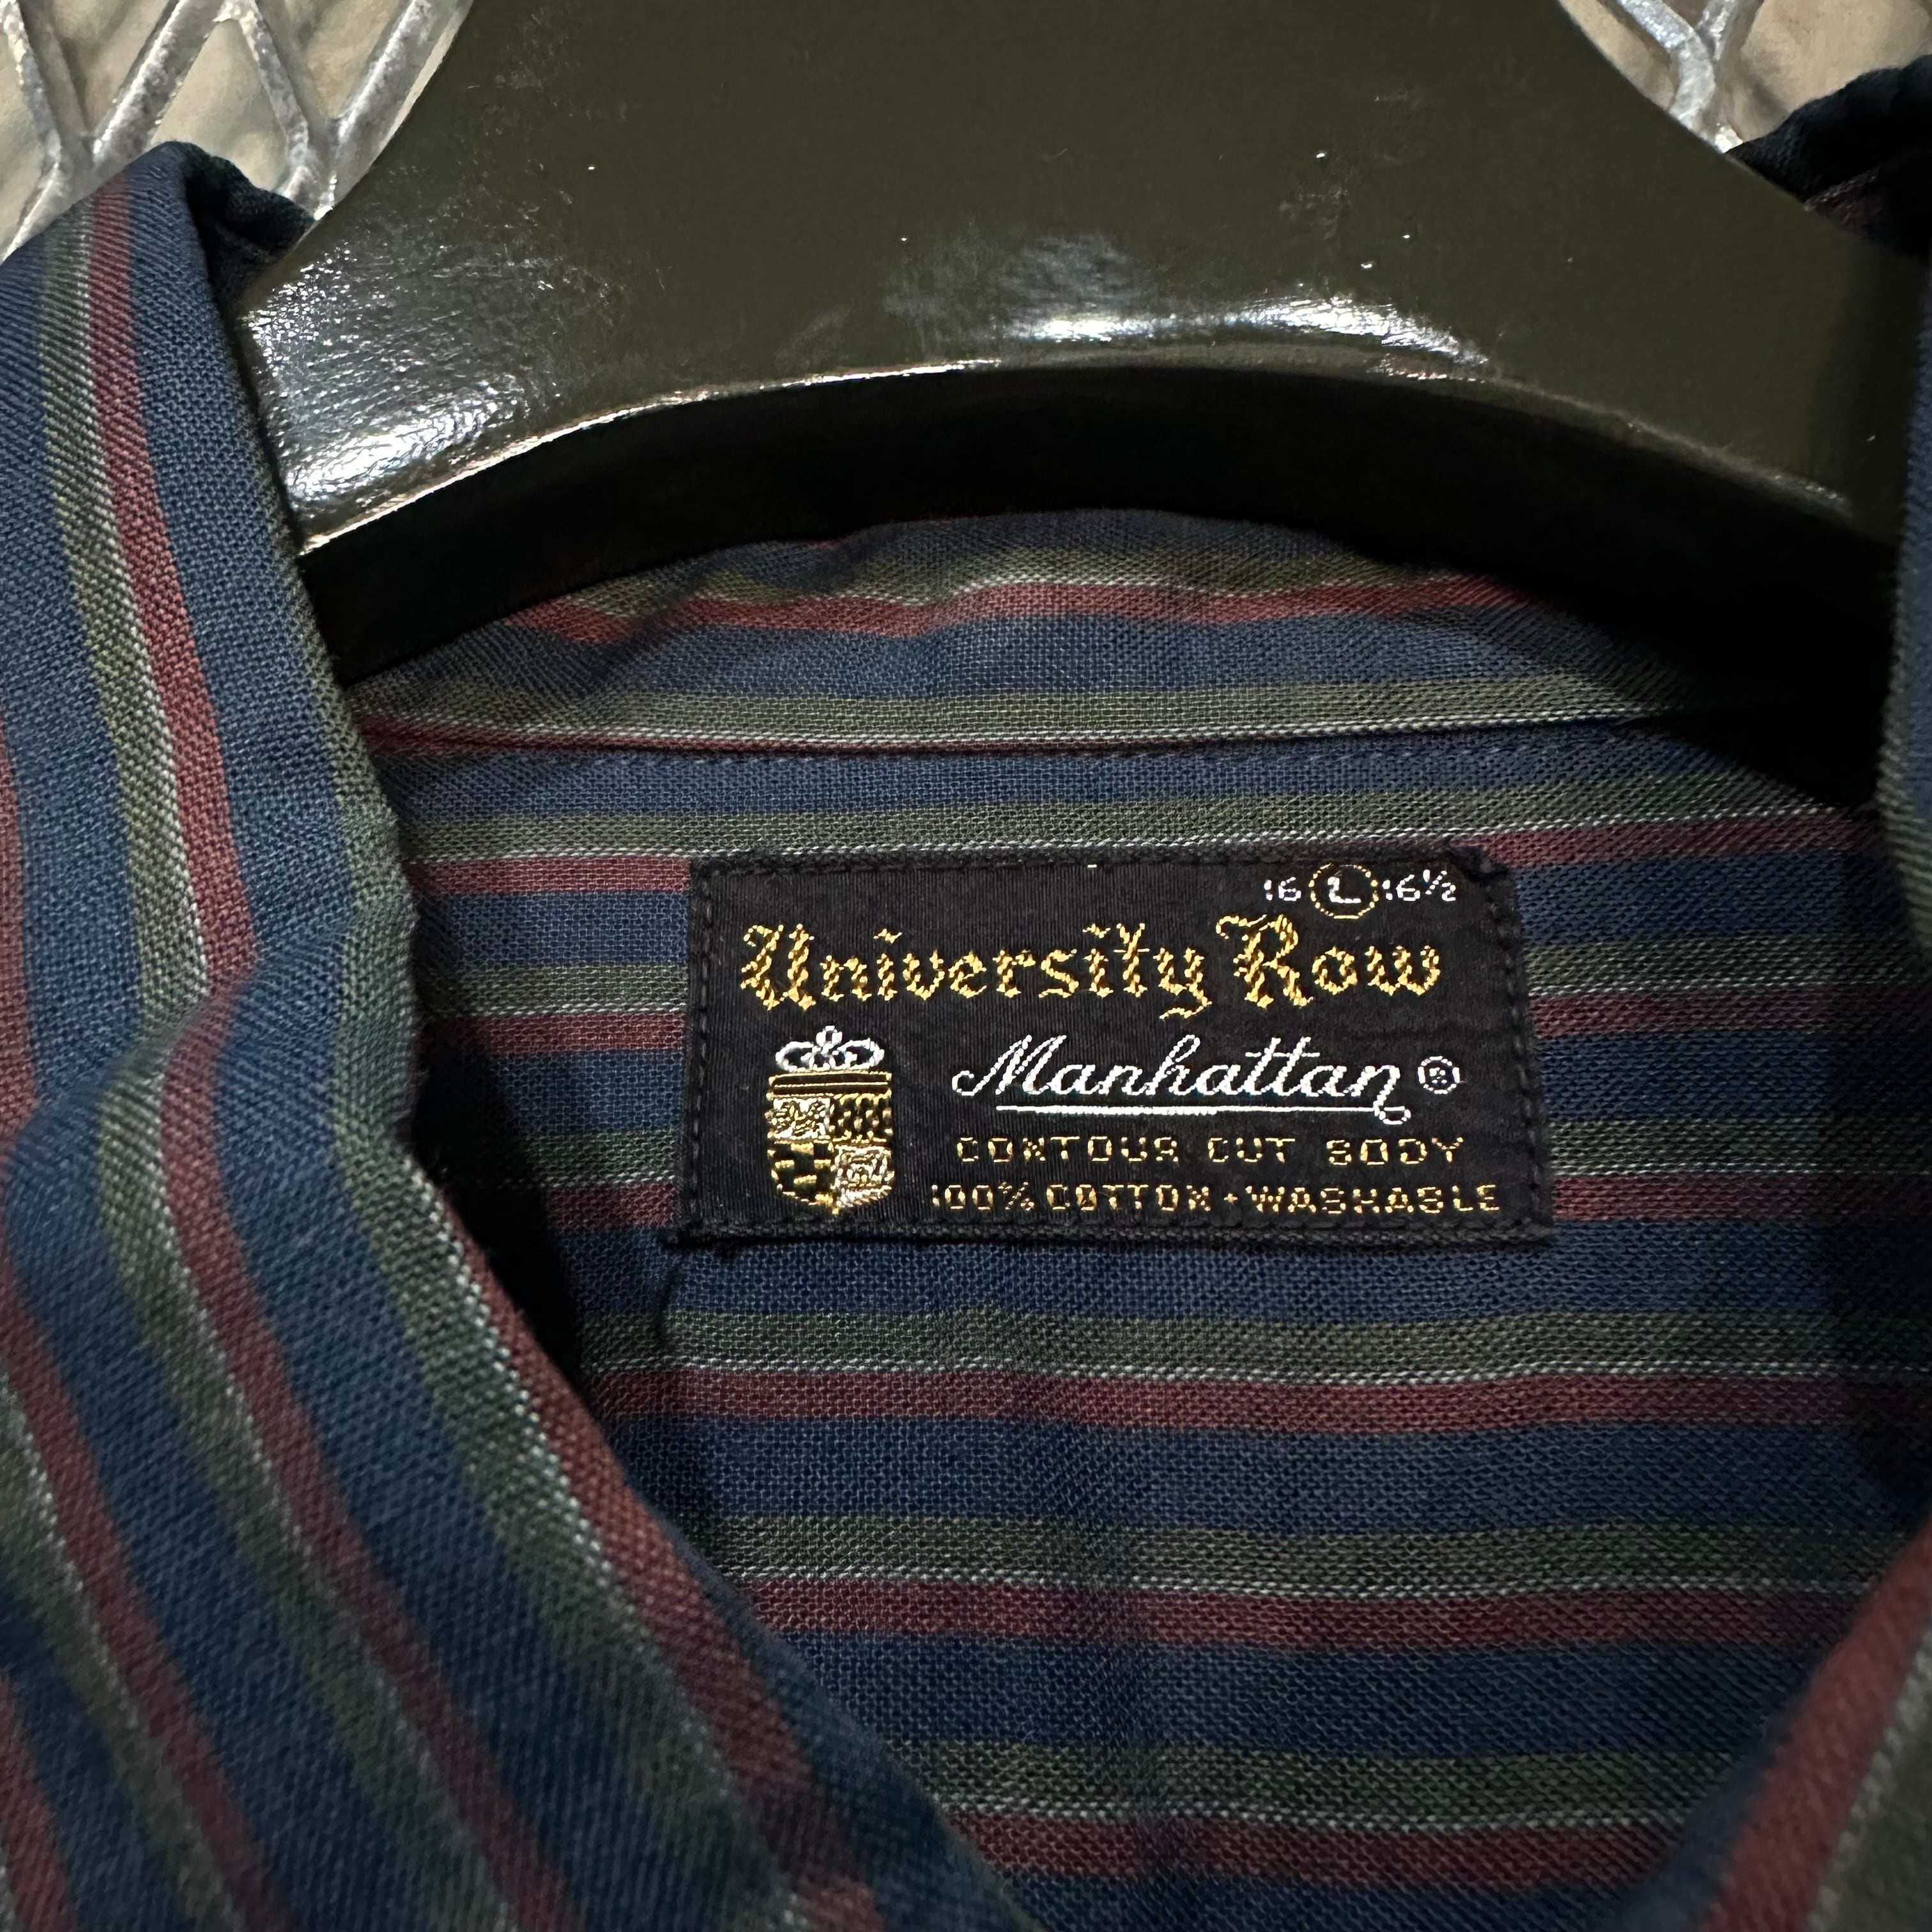 16 L 16½
University Row
Manhattan®
CONTOUR CUT BODY
100% COTTON • WASHABLE